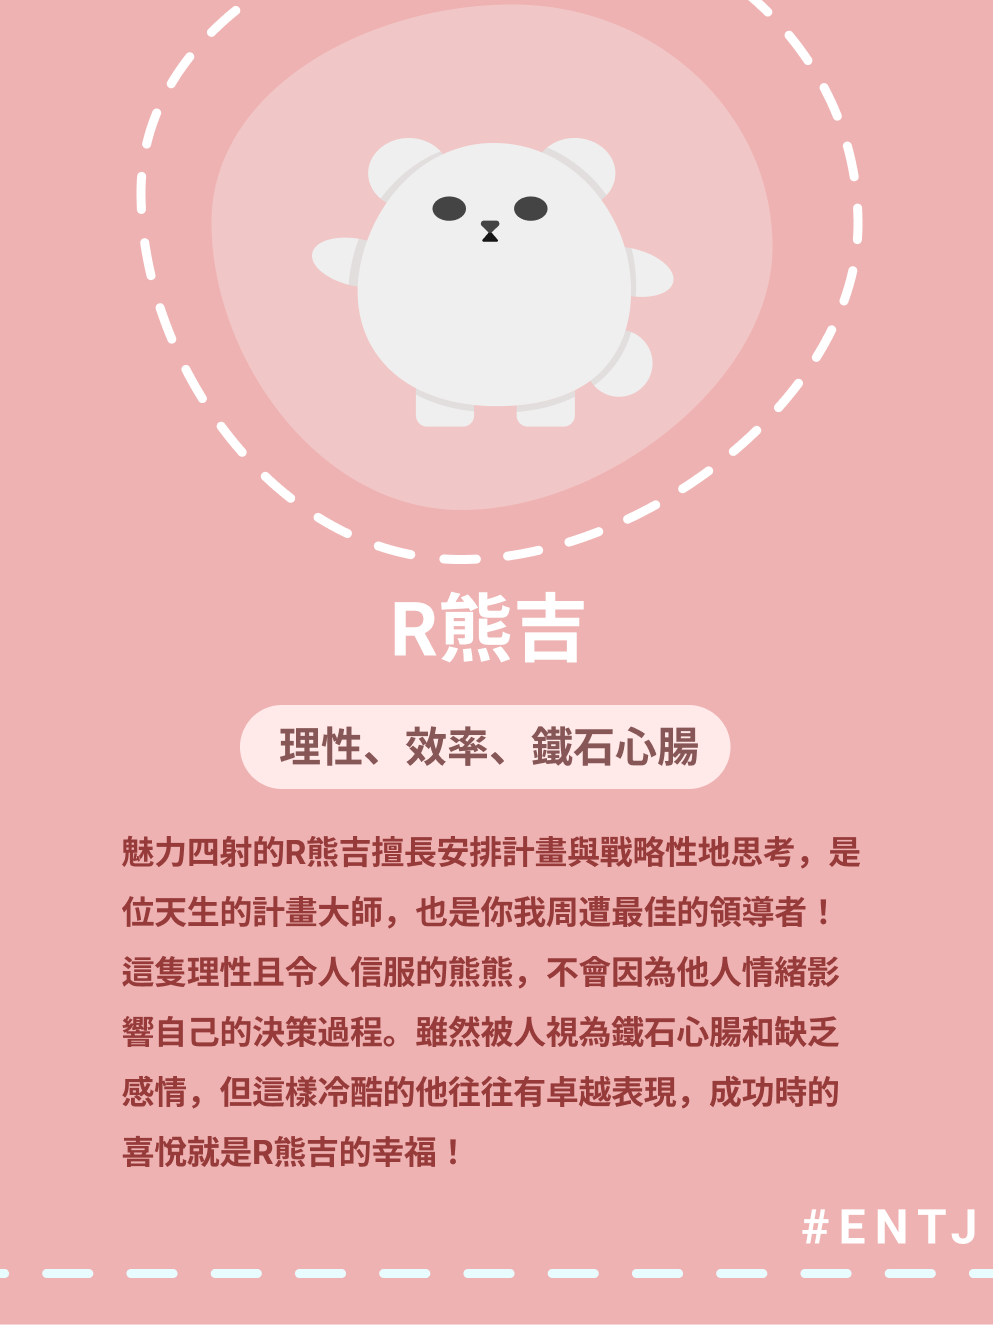 R熊吉
理性、效率、鐵石心腸
魅力四射的R熊吉擅長安排計畫與戰略性地思考，是
位天生的計畫大師，也是你我周遭最佳的領導者！
這隻理性且令人信服的熊熊，不會因為他人情緒影
響自己的決策過程。雖然被人視為鐵石心腸和缺乏
感情，但這樣冷酷的他往往有卓越表現，成功時的
喜悅就是R熊吉的幸福！
#ENTJ